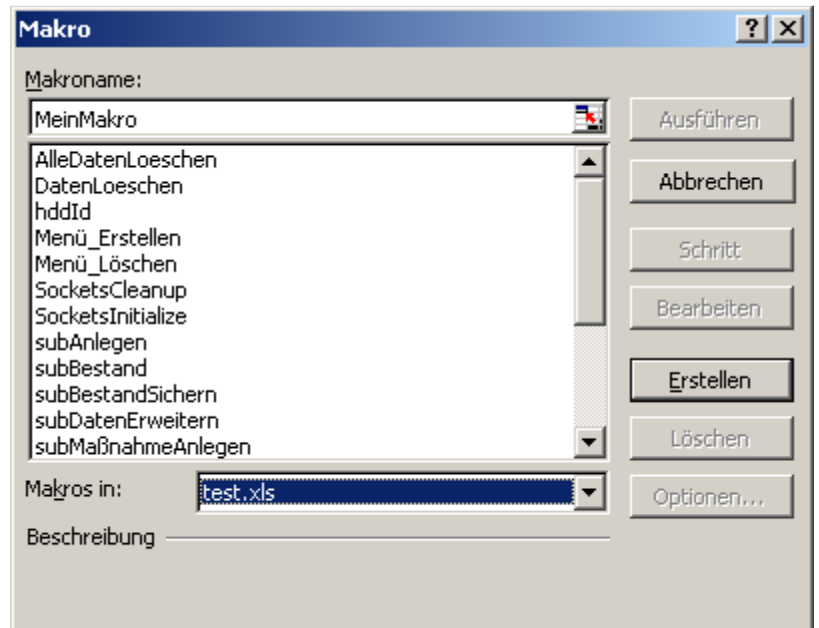 Makro
Makroname:
MeinMakro
Ausführen
AlleDatenLoeschen
DatenLoeschen
hddId
Menü_Erstellen
Menü_Löschen
SocketsCleanup
SocketsInitialize
subAnlegen
subBestand
subBestandSichern
subDatenErweitern
subMaßnahmeAnlegen
Abbrechen
Schritt
Bearbeiten
Erstellen
Löschen
Makros in:
test.xls
Optionen...
Beschreibung